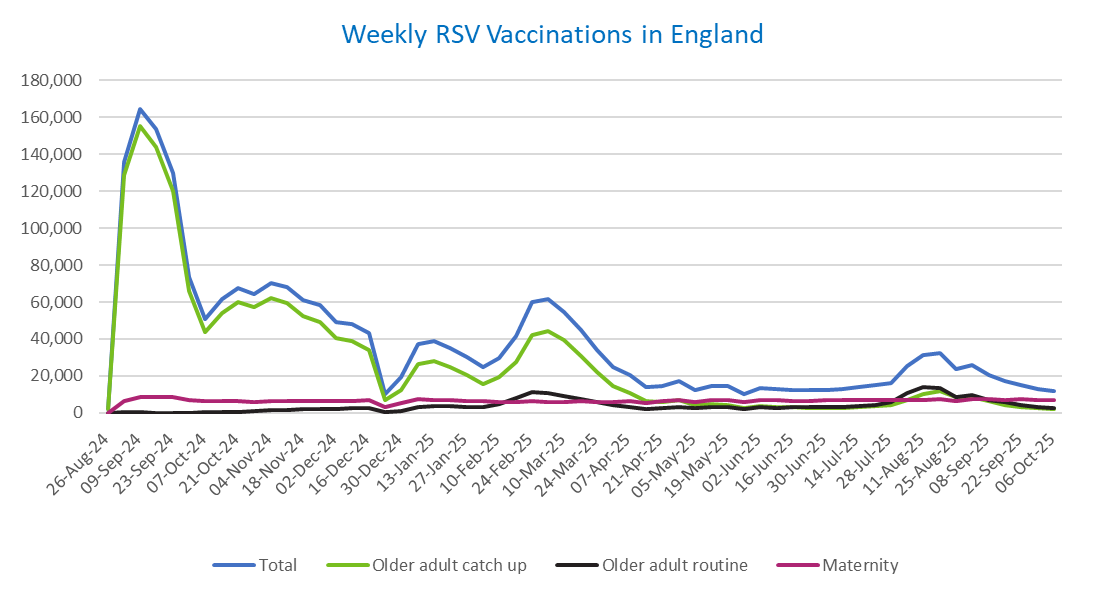 Weekly RSV Vaccinations in England
180,000
160,000
140,000
120,000
100,000
80,000
60,000
40,000
20,000
0
26-Aug-24
09-Sep-24
23-Sep-24
07-Oct-24
21-Oct-24
04-Nov-24
18-Nov-24
02-Dec-24
16-Dec-24
30-Dec-24
13-Jan-25
27-Jan-25
10-Feb-25
24-Feb-25
10-Mar-25
24-Mar-25
07-Apr-25
21-Apr-25
05-May-25
19-May-25
02-Jun-25
16-Jun-25
30-Jun-25
14-Jul-25
28-Jul-25
11-Aug-25
25-Aug-25
08-Sep-25
22-Sep-25
06-Oct-25
Total
Older adult catch up
Older adult routine
Maternity